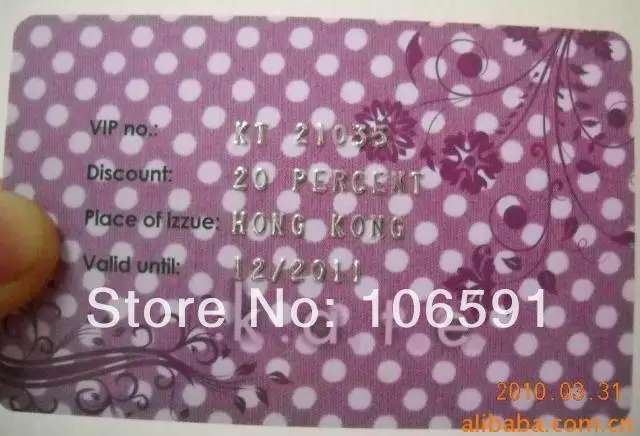 VIP no.: KT 21035
Discount: 20 PERCENT
Place of izzue: HONG KONG
Valid until: 12/2011
Store No: 106591
k.a.t.e
2010.03.31
alibaba.com.cn